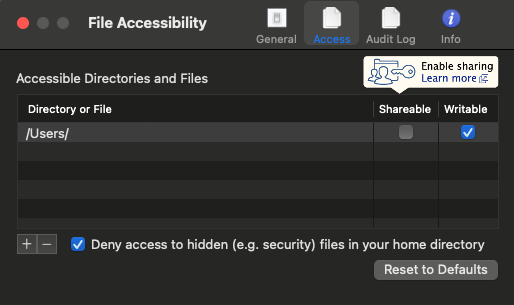 File Accessibility
General
Access
Audit Log
Info
Enable sharing
Learn more
Accessible Directories and Files
Directory or File
Shareable
Writable
/Users/
+ −
Deny access to hidden (e.g. security) files in your home directory
Reset to Defaults